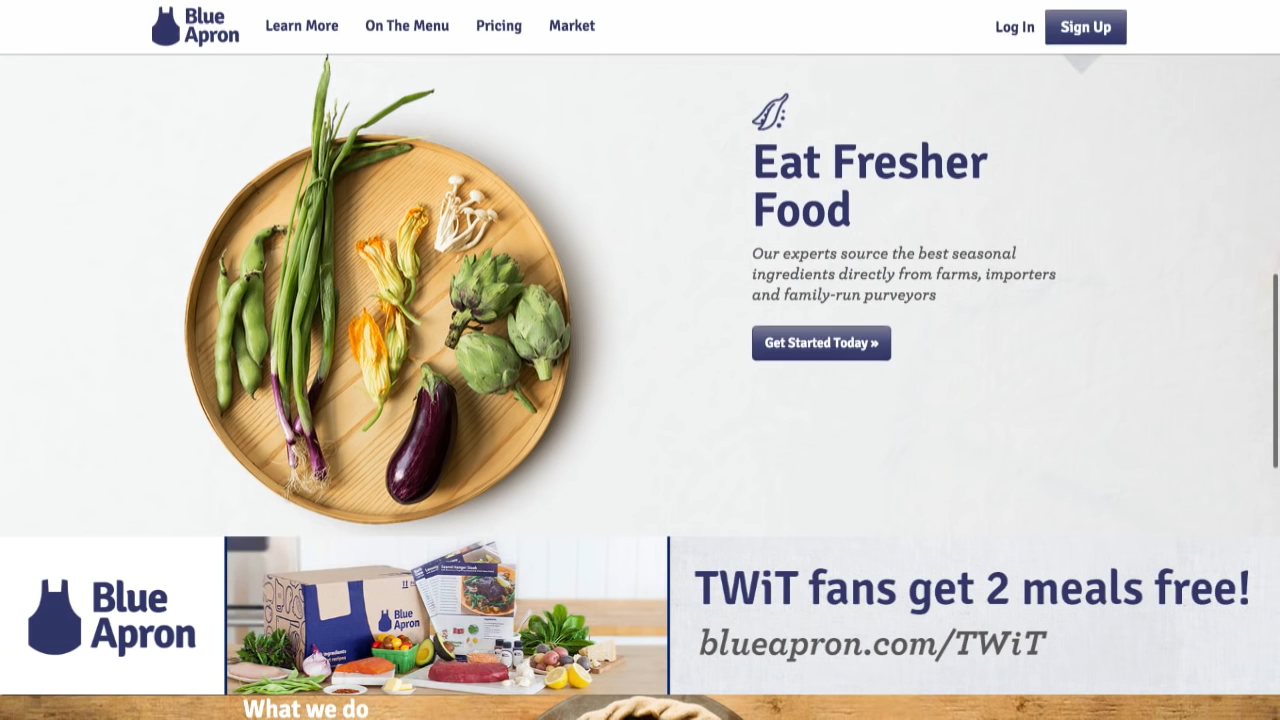 Blue
Apron
Learn More
On The Menu
Pricing
Market
Log In
Sign Up
Eat Fresher
Food
Our experts source the best seasonal
ingredients directly from farms, importers
and family-run purveyors
Get Started Today »
Blue
Apron
Blue
Apron
TWiT fans get 2 meals free!
blueapron.com/TWiT
What we do